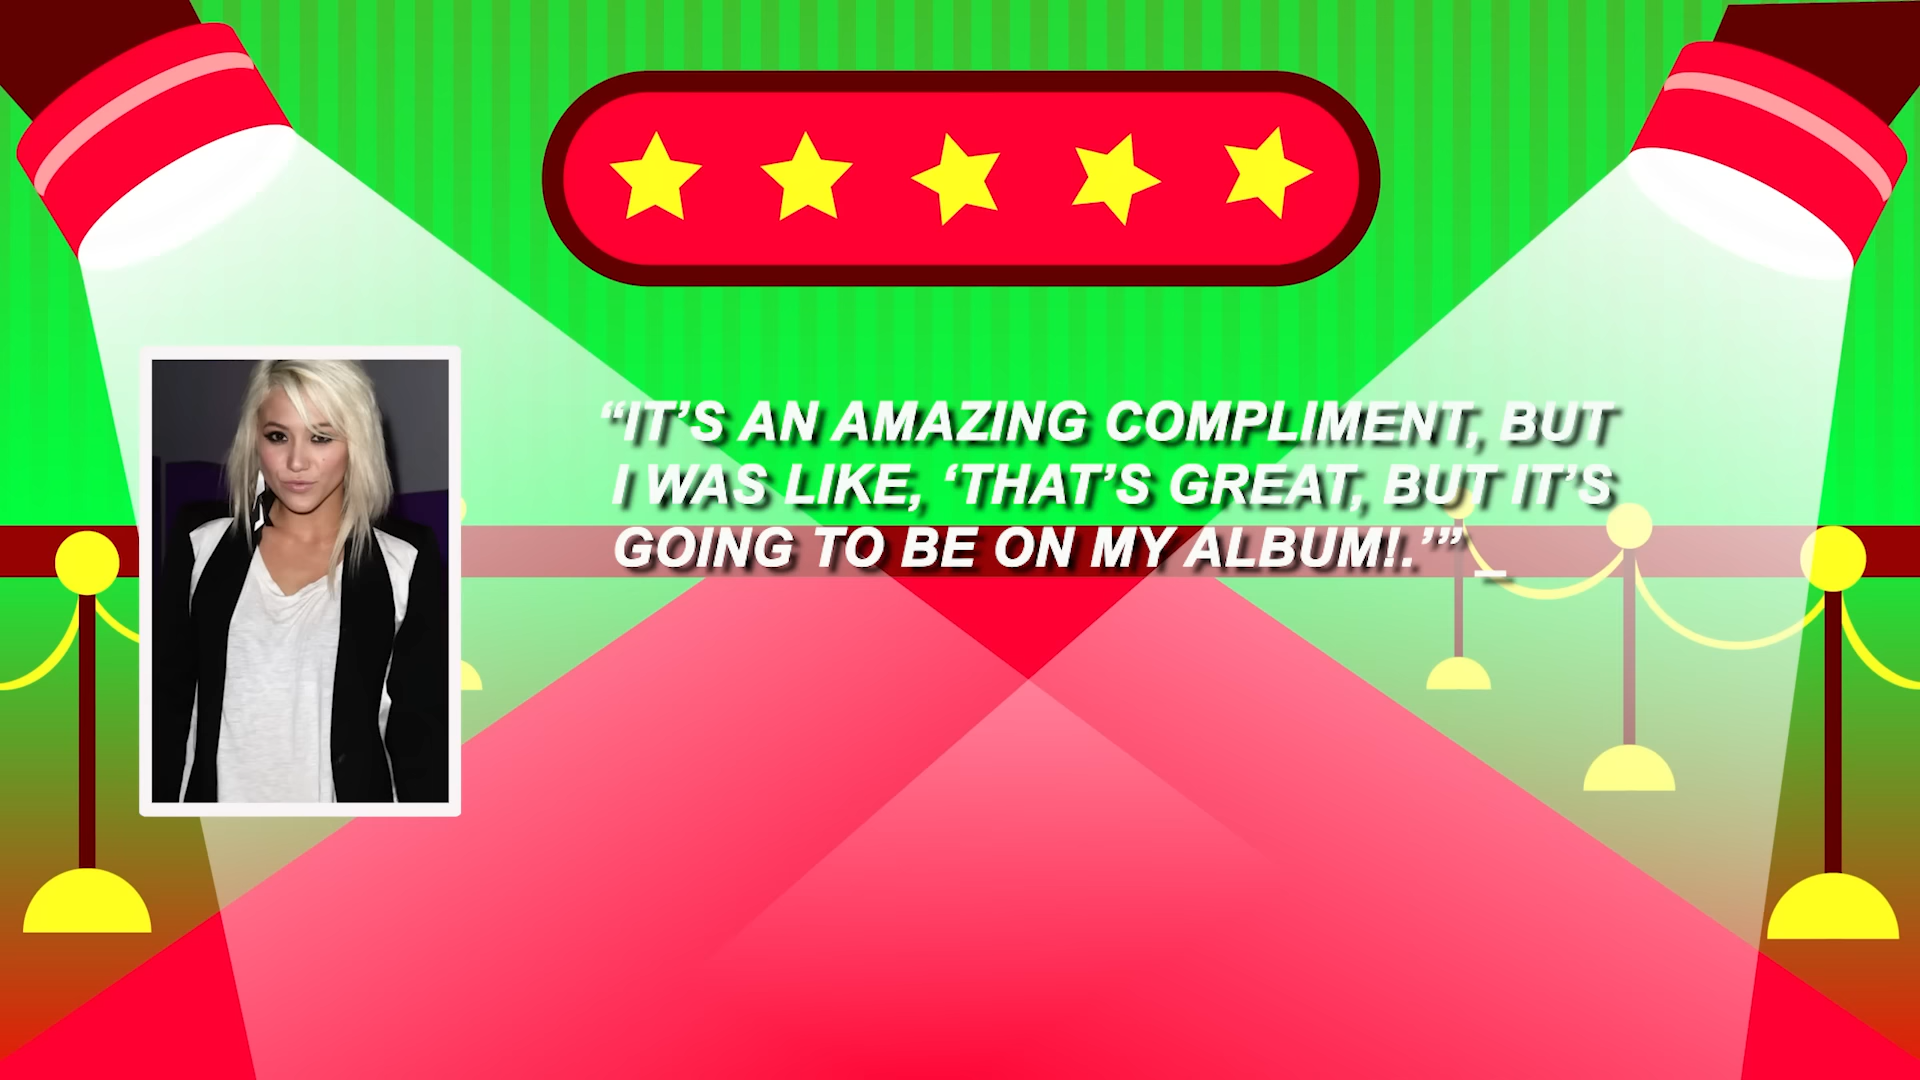 “IT’S AN AMAZING COMPLIMENT, BUT
I WAS LIKE, ‘THAT’S GREAT, BUT IT’S
GOING TO BE ON MY ALBUM!.’” _